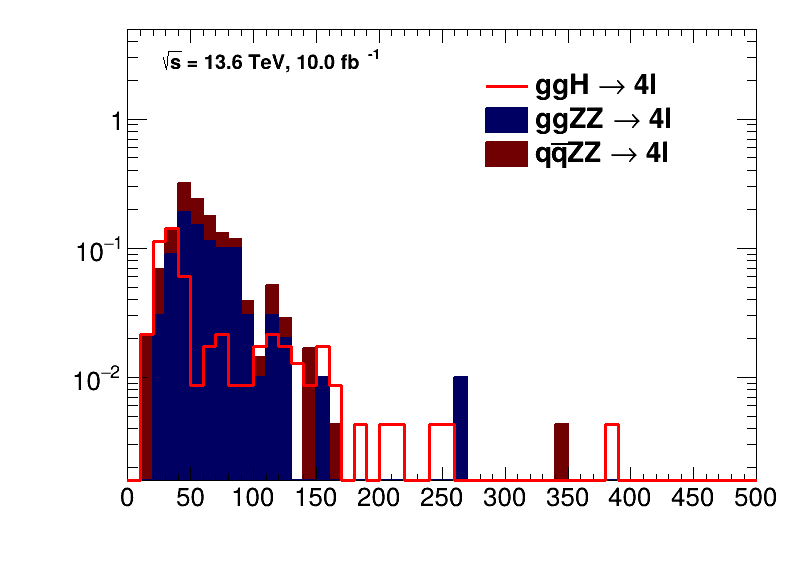 √s = 13.6 TeV, 10.0 fb⁻¹
ggH → 4l
ggZZ → 4l
qq̅ZZ → 4l
1
10⁻¹
10⁻²
0 50 100 150 200 250 300 350 400 450 500